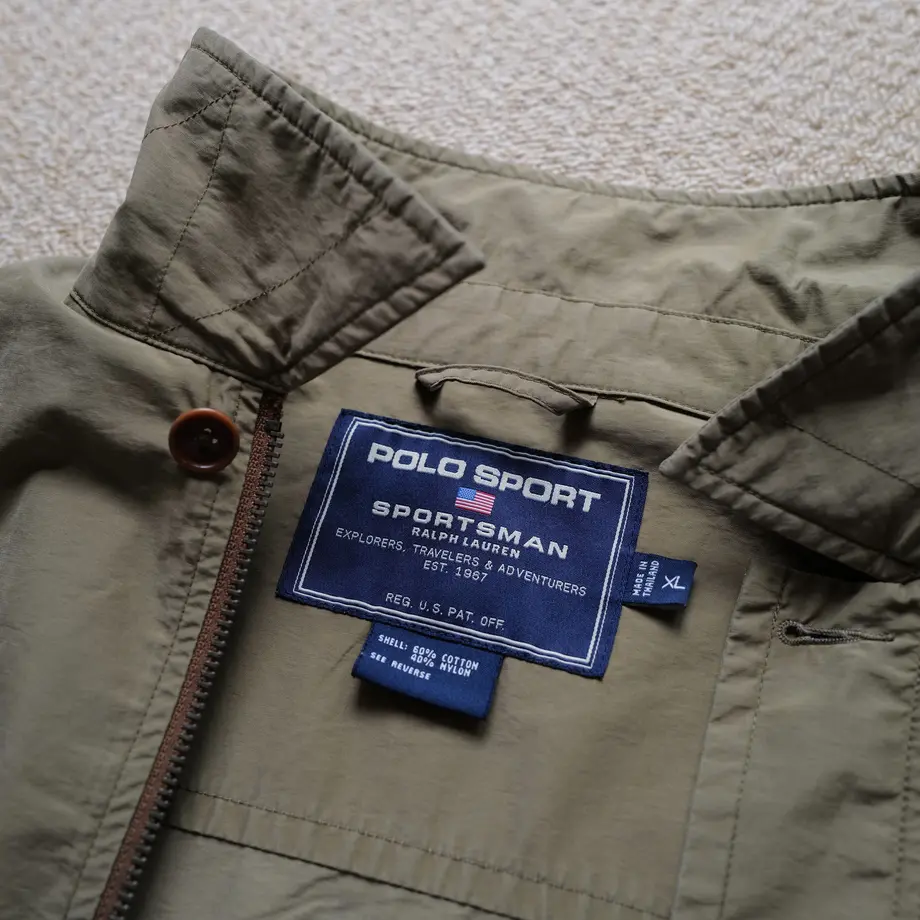 POLO SPORT
SPORTSMAN
RALPH LAUREN
EXPLORERS, TRAVELERS & ADVENTURERS
EST. 1967
REG. U.S. PAT. OFF.
MADE IN
THAILAND
XL
SHELL: 60% COTTON
40% NYLON
SEE REVERSE